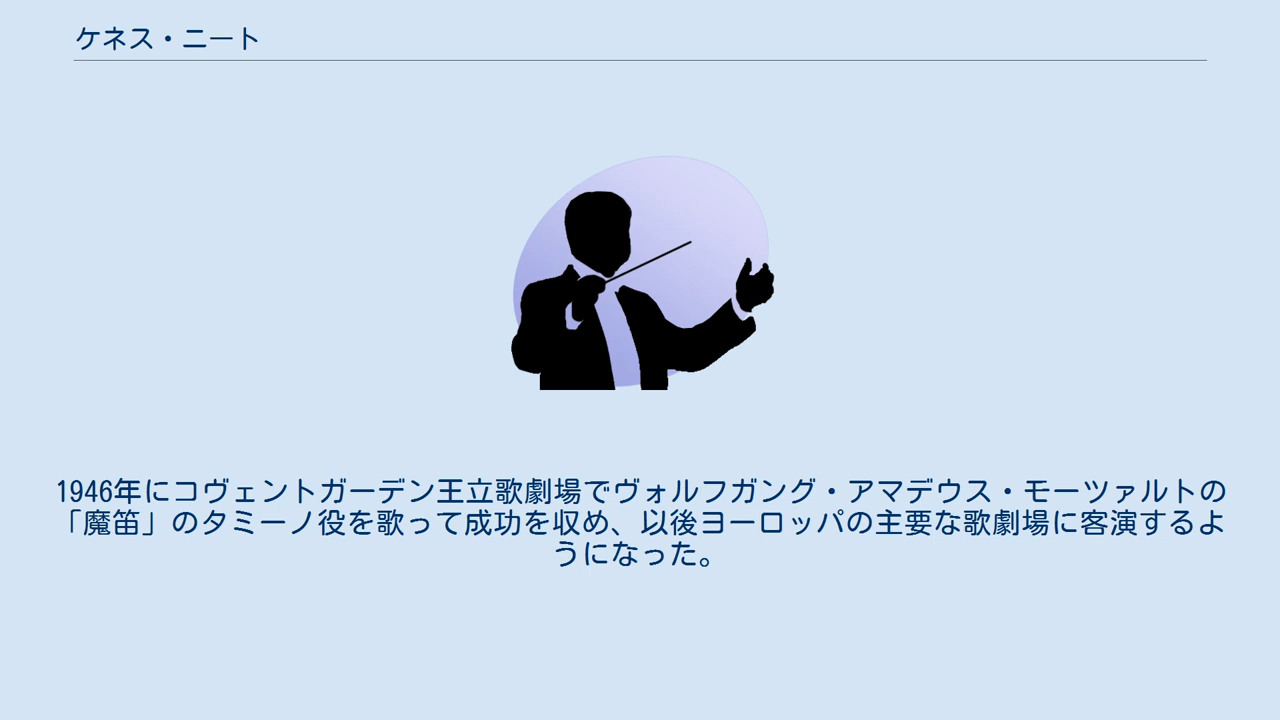 ケネス・ニート
1946年にコヴェントガーデン王立歌劇場でヴォルフガング・アマデウス・モーツァルトの
「魔笛」のタミーノ役を歌って成功を収め、以後ヨーロッパの主要な歌劇場に客演するよ
うになった。